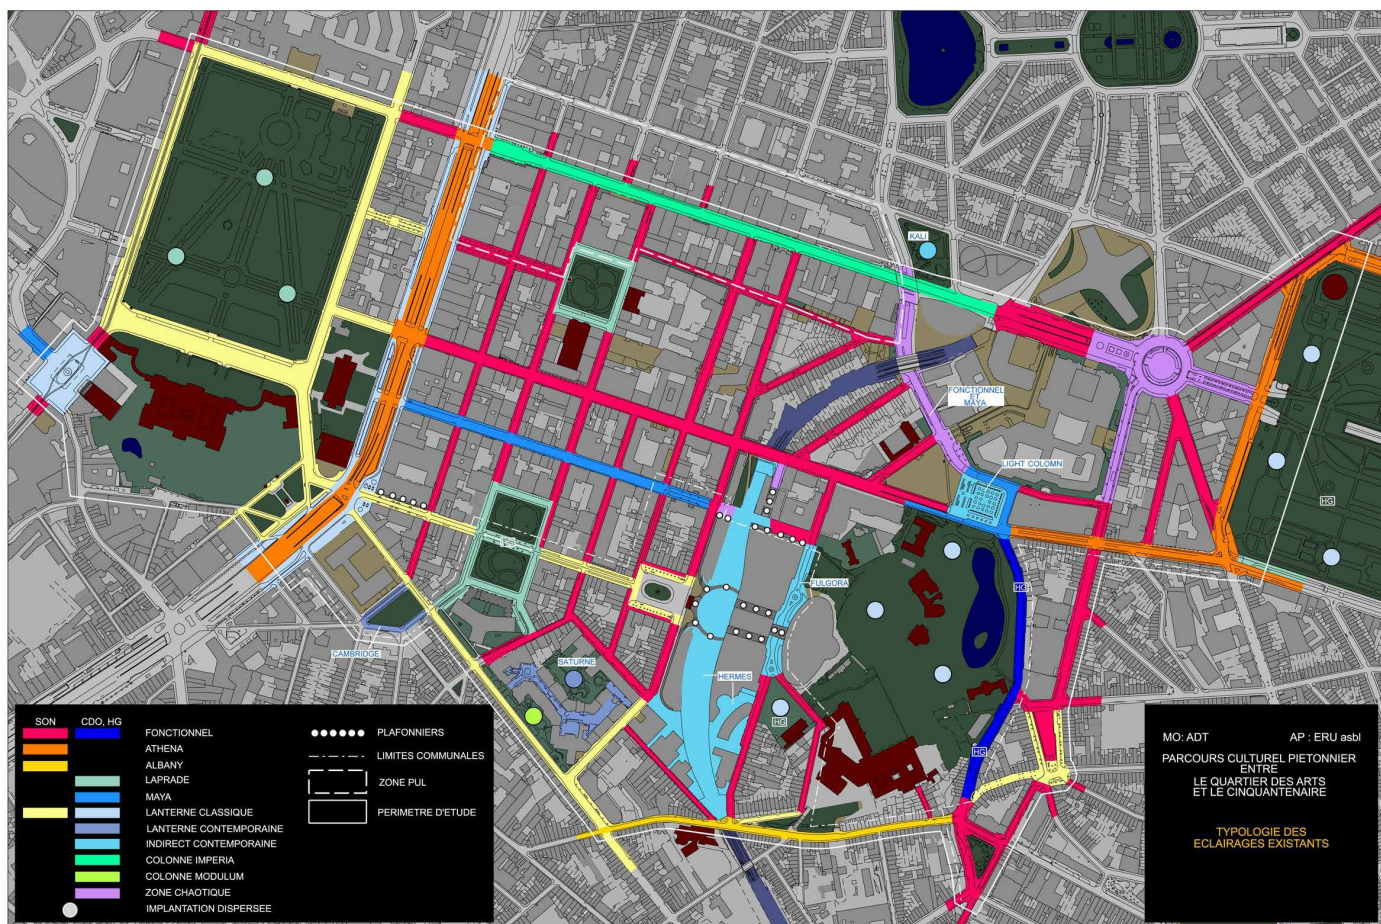 KALI
FONCTIONNEL
ET
MAYA
LIGHT COLOMN
HG
HG
FULGORA
CAMBRIDGE
SATURNE
HERMES
HG
HG
SON
CDO, HG
FONCTIONNEL
ATHENA
ALBANY
LAPRADE
MAYA
LANTERNE CLASSIQUE
LANTERNE CONTEMPORAINE
INDIRECT CONTEMPORAINE
COLONNE IMPERIA
COLONNE MODULUM
ZONE CHAOTIQUE
IMPLANTATION DISPERSEE
PLAFONNIERS
LIMITES COMMUNALES
ZONE PUL
PERIMETRE D'ETUDE
MO: ADT
AP : ERU asbl
PARCOURS CULTUREL PIETONNIER
ENTRE
LE QUARTIER DES ARTS
ET LE CINQUANTENAIRE
TYPOLOGIE DES
ECLAIRAGES EXISTANTS